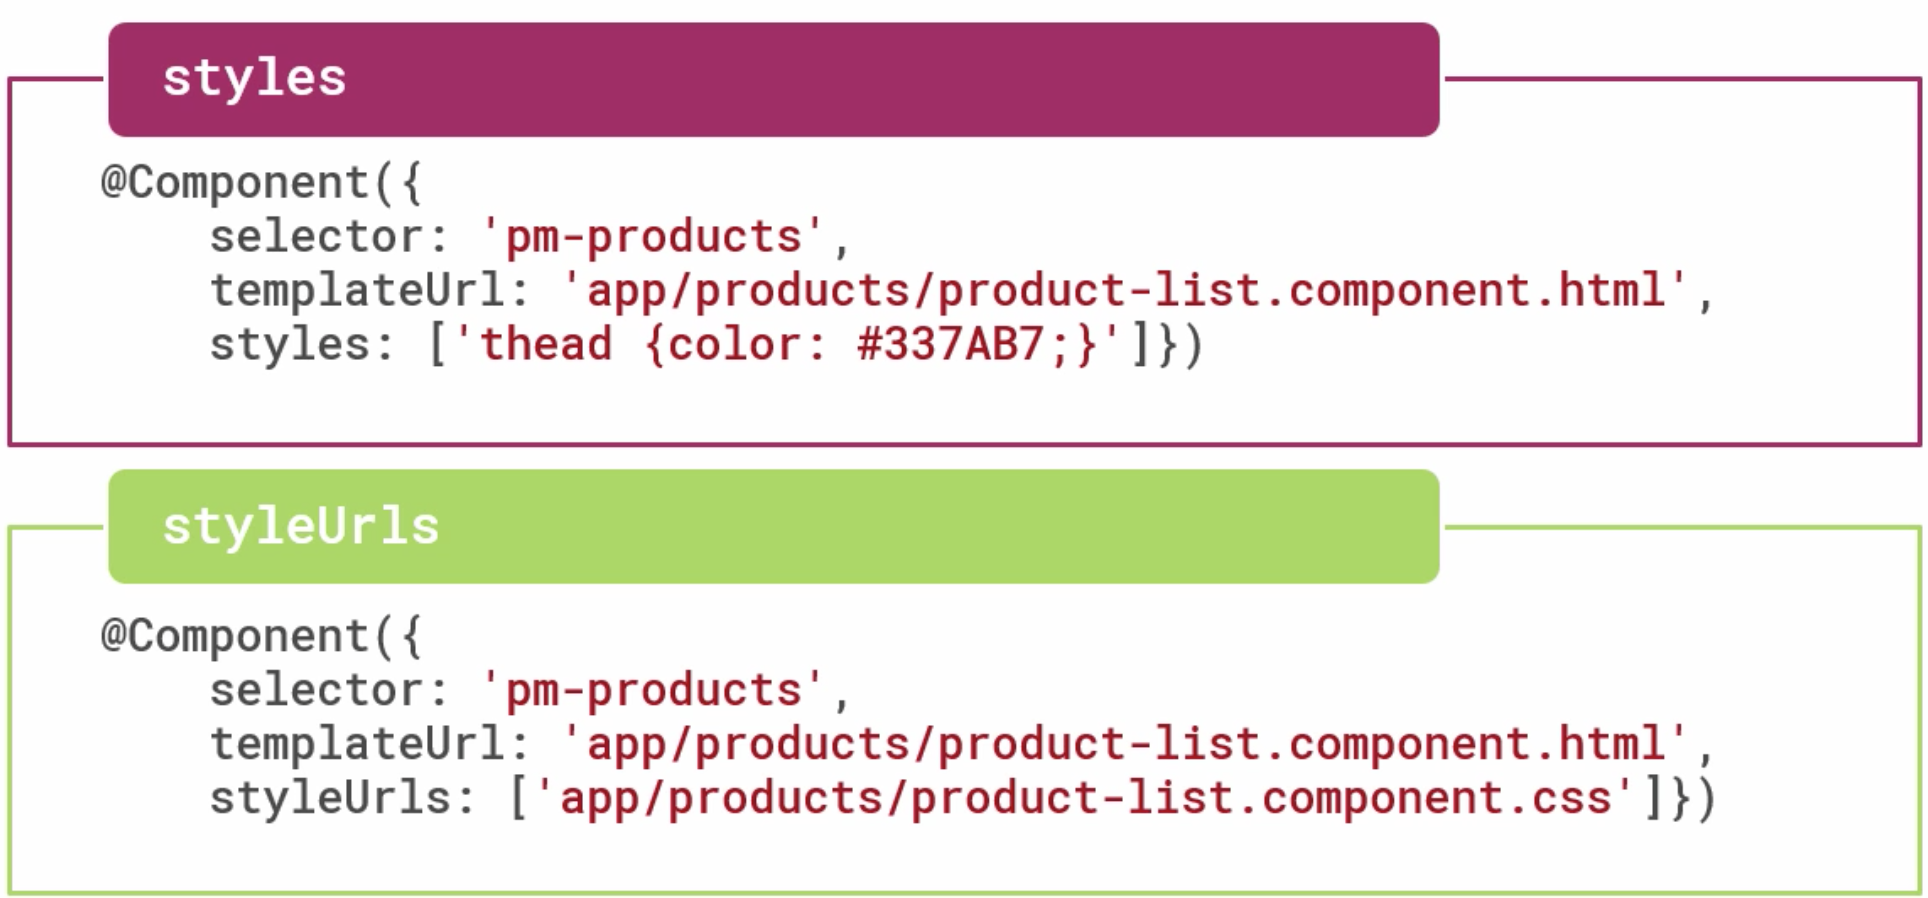 styles
@Component({
    selector: 'pm-products',
    templateUrl: 'app/products/product-list.component.html',
    styles: ['thead {color: #337AB7;}']})
styleUrls
@Component({
    selector: 'pm-products',
    templateUrl: 'app/products/product-list.component.html',
    styleUrls: ['app/products/product-list.component.css']})